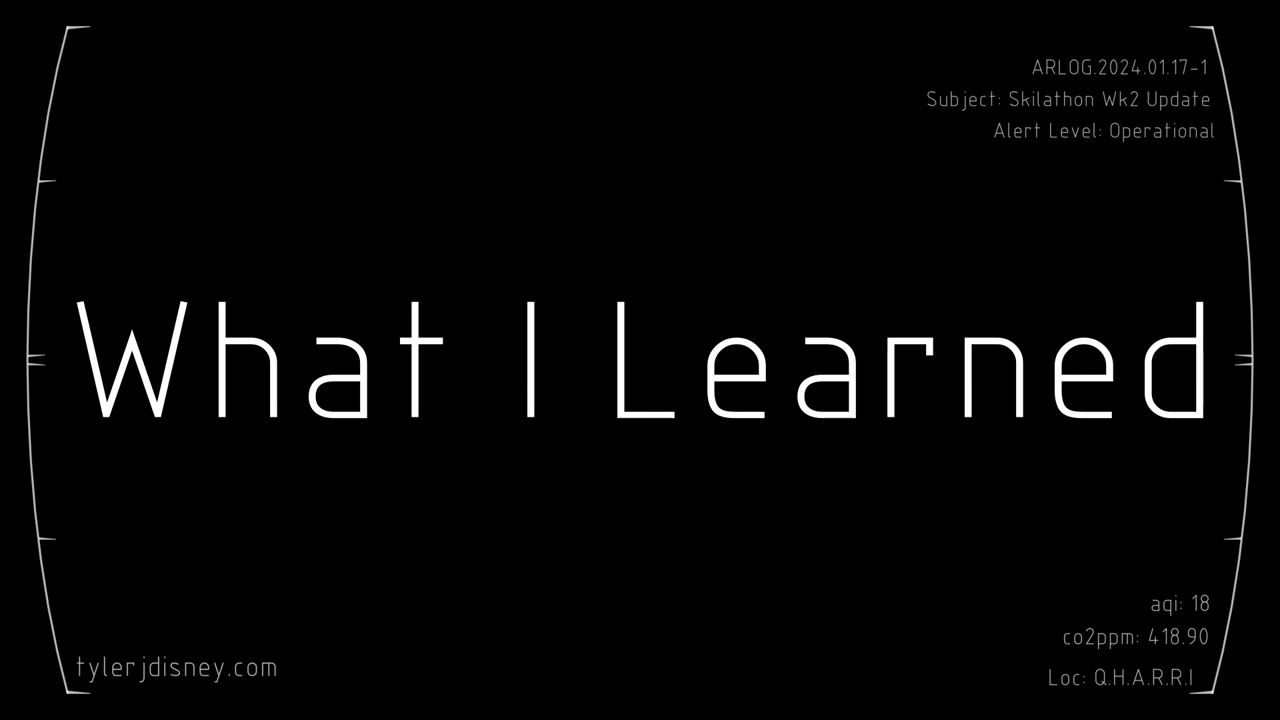 ARLOG.2024.01.17-1
Subject: Skilathon Wk2 Update
Alert Level: Operational
What I Learned
aqi: 18
co2ppm: 418.90
tylerjdisney.com
Loc: Q.H.A.R.R.I